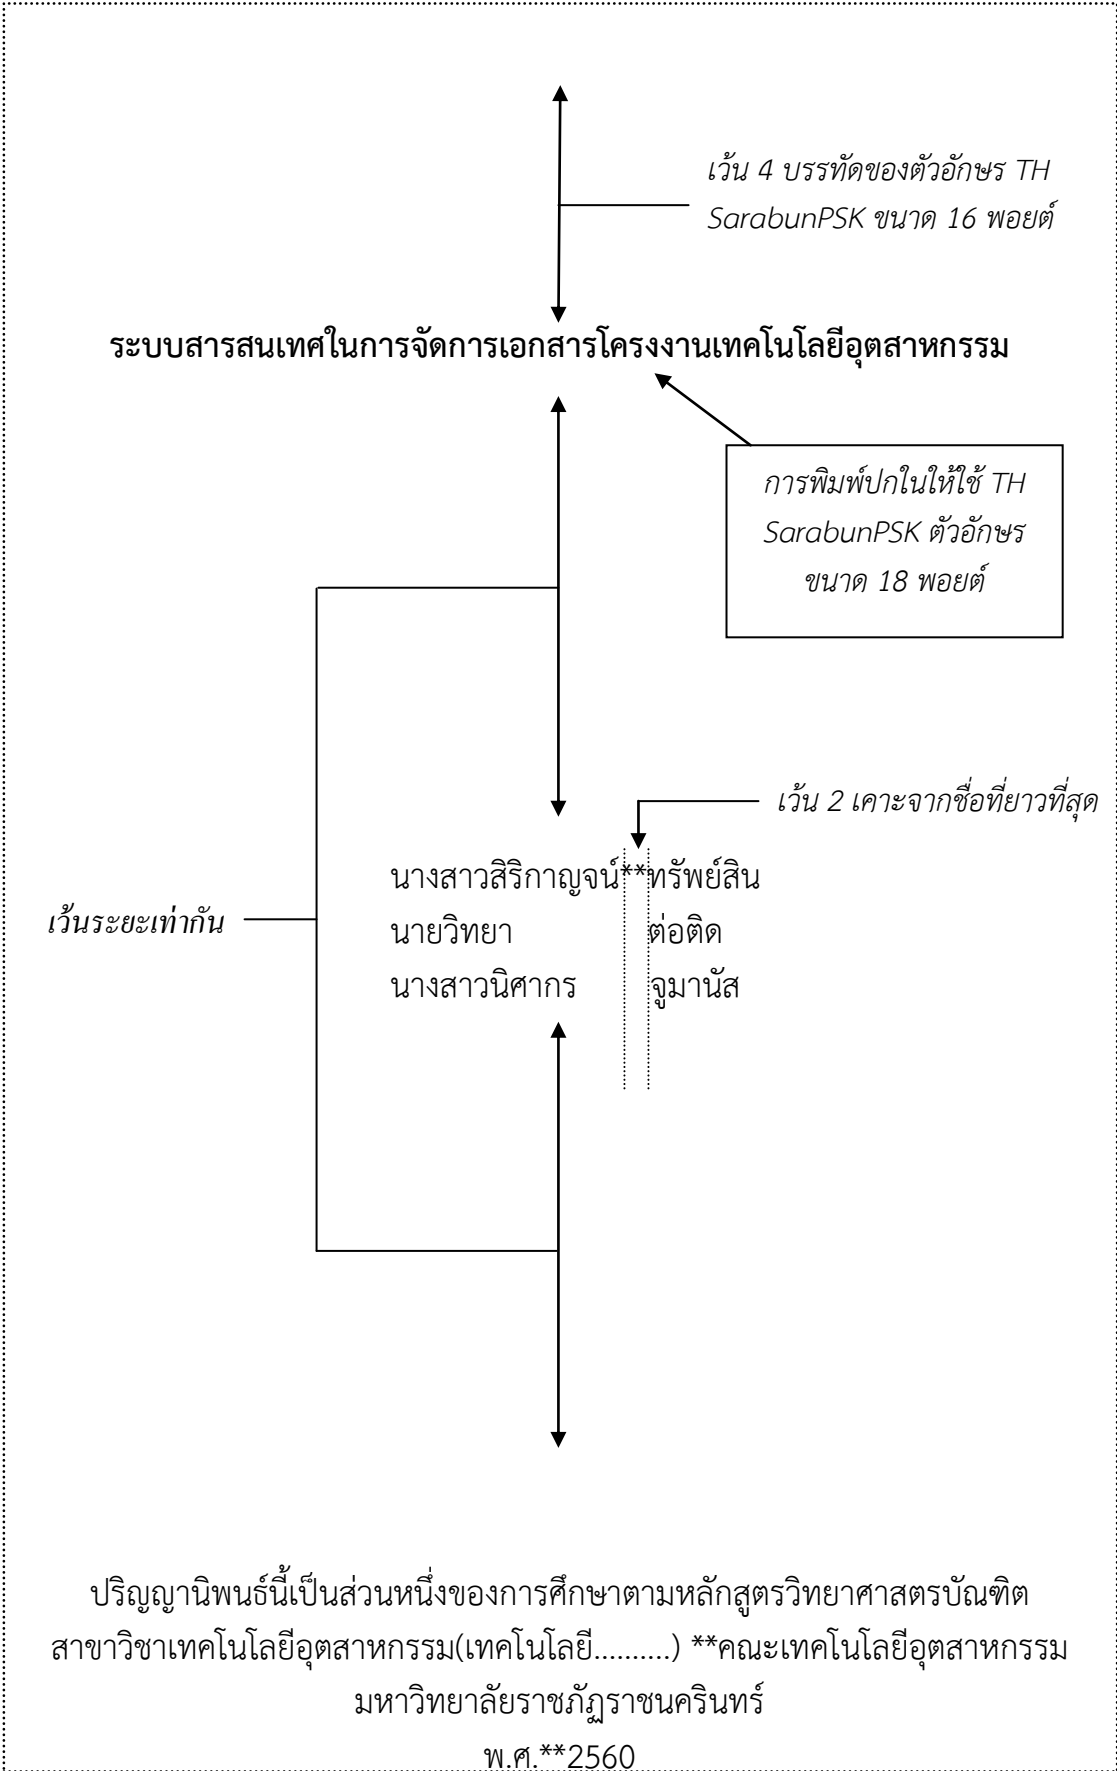 เว้น 4 บรรทัดของตัวอักษร TH
SarabunPSK ขนาด 16 พอยต์
ระบบสารสนเทศในการจัดการเอกสารโครงงานเทคโนโลยีอุตสาหกรรม
การพิมพ์ปกในให้ใช้ TH
SarabunPSK ตัวอักษร
ขนาด 18 พอยต์
เว้น 2 เคาะจากชื่อที่ยาวที่สุด
นางสาวสิริกาญจน์**ทรัพย์สิน
นายวิทยา ต่อติด
นางสาวนิศากร จูมานัส
เว้นระยะเท่ากัน
ปริญญานิพนธ์นี้เป็นส่วนหนึ่งของการศึกษาตามหลักสูตรวิทยาศาสตรบัณฑิต
สาขาวิชาเทคโนโลยีอุตสาหกรรม(เทคโนโลยี..........) **คณะเทคโนโลยีอุตสาหกรรม
มหาวิทยาลัยราชภัฏราชนครินทร์
พ.ศ.**2560